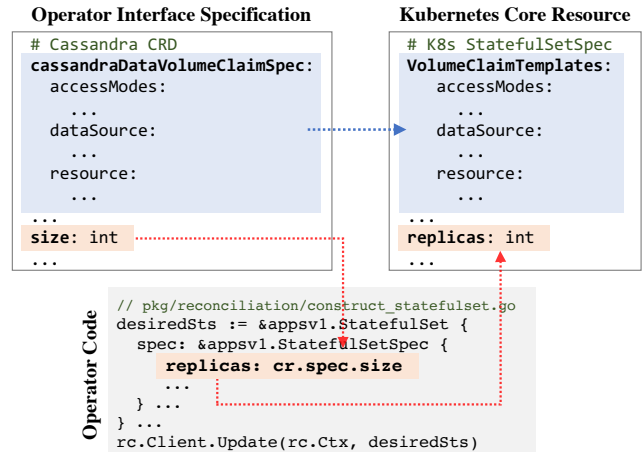 Operator Interface Specification
# Cassandra CRD
cassandraDataVolumeClaimSpec:
accessModes:
...
dataSource:
...
resource:
...
...
size: int
...
Kubernetes Core Resource
# K8s StatefulSetSpec
VolumeClaimTemplates:
accessModes:
...
dataSource:
...
resource:
...
...
replicas: int
...
Operator Code
// pkg/reconciliation/construct_statefulset.go
desiredSts := &appsv1.StatefulSet {
spec: &appsv1.StatefulSetSpec {
replicas: cr.spec.size
...
} ...
} ...
rc.Client.Update(rc.Ctx, desiredSts)